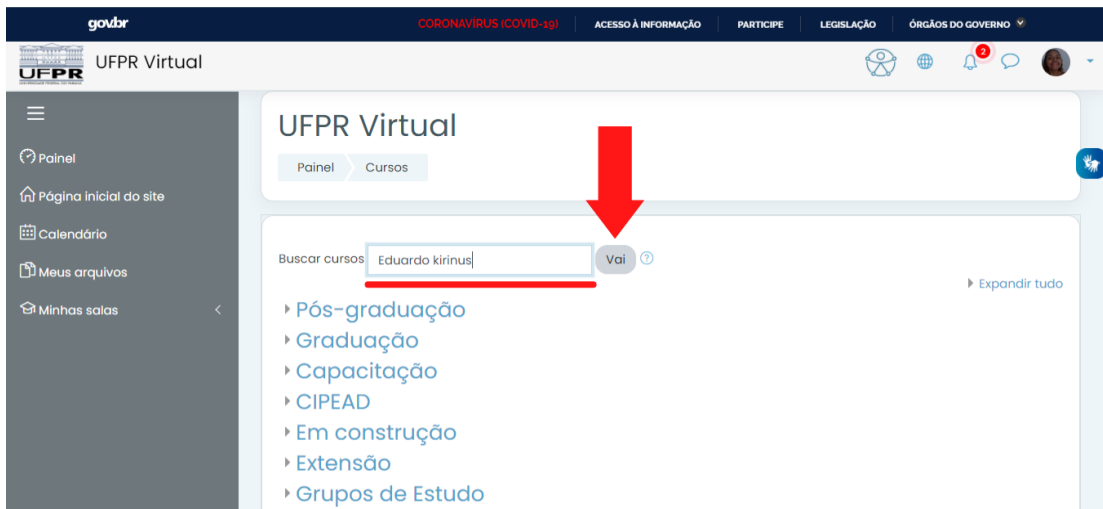 gov.br CORONAVÍRUS (COVID-19) ACESSO À INFORMAÇÃO PARTICIPE LEGISLAÇÃO ÓRGÃOS DO GOVERNO
UFPR UFPR Virtual 2
UFPR Virtual
Painel Cursos
Painel
Página inicial do site
Calendário
Meus arquivos
Minhas salas
Buscar cursos Eduardo kirinus Vai ?
Expandir tudo
Pós-graduação
Graduação
Capacitação
CIPEAD
Em construção
Extensão
Grupos de Estudo